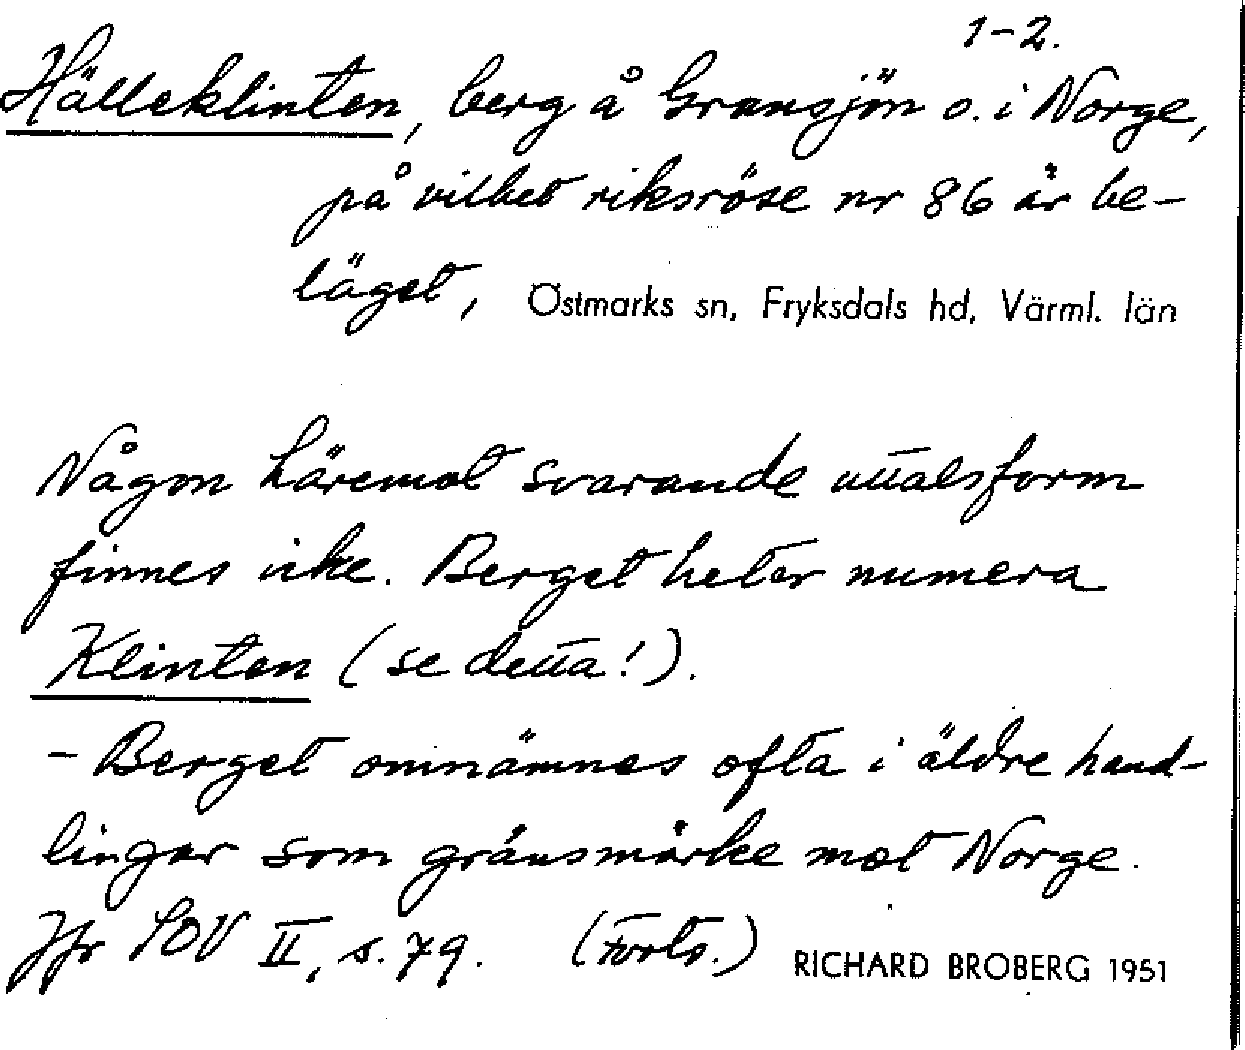 1-2.
Hälleklinten, berg å Gransjön o. i Norge,
på vilket riksröse nr 86 är be-
läget, Östmarks sn, Fryksdals hd, Värml. län
Någon häremot svarande uttalsform
finnes icke. Berget heter numera
Klinten (se detta!).
- Berget omnämnes ofta i äldre hand-
lingar som gränsmärke mot Norge.
Jfr SOV II, s. 79. (Forts.) RICHARD BROBERG 1951